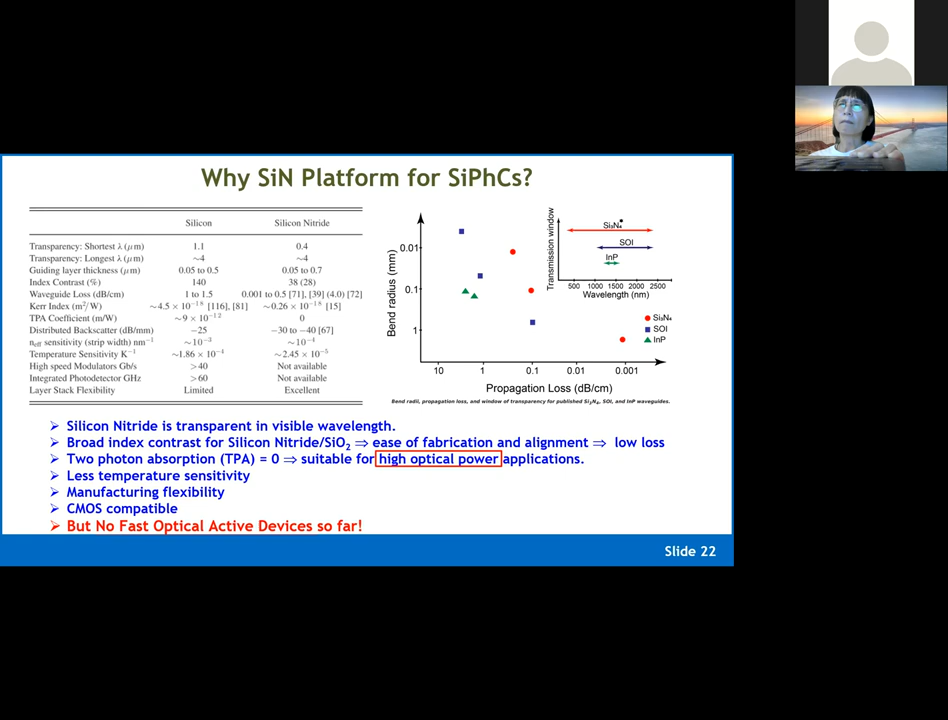 Why SiN Platform for SiPhCs?
Silicon Silicon Nitride
Transparency: Shortest λ (μm) 1.1 0.4
Transparency: Longest λ (μm) ~4 ~4
Guiding layer thickness (μm) 0.05 to 0.5 0.05 to 0.7
Index Contrast (%) 140 38 (28)
Waveguide Loss (dB/cm) 1 to 1.5 0.001 to 0.5 [71], [39] (4.0) [72]
Kerr Index (m²/W) ~4.5 × 10⁻¹⁸ [116], [81] ~0.26 × 10⁻¹⁸ [15]
TPA Coefficient (m/W) ~9 × 10⁻¹² 0
Distributed Backscatter (dB/mm) −25 −30 to −40 [67]
n_eff sensitivity (strip width) nm⁻¹ ~10⁻³ ~10⁻⁴
Temperature Sensitivity K⁻¹ ~1.86 × 10⁻⁴ ~2.45 × 10⁻⁵
High speed Modulators Gb/s >40 Not available
Integrated Photodetector GHz >60 Not available
Layer Stack Flexibility Limited Excellent
Bend radius (mm)
0.01
0.1
1
10 1 0.1 0.01 0.001
Propagation Loss (dB/cm)
Transmission window
Si₃N₄*
SOI
InP
500 1000 1500 2000 2500
Wavelength (nm)
Si₃N₄
SOI
InP
Bend radii, propagation loss, and window of transparency for published Si₃N₄, SOI, and InP waveguides.
➢ Silicon Nitride is transparent in visible wavelength.
➢ Broad index contrast for Silicon Nitride/SiO₂ ⇒ ease of fabrication and alignment ⇒ low loss
➢ Two photon absorption (TPA) = 0 ⇒ suitable for high optical power applications.
➢ Less temperature sensitivity
➢ Manufacturing flexibility
➢ CMOS compatible
➢ But No Fast Optical Active Devices so far!
Slide 22